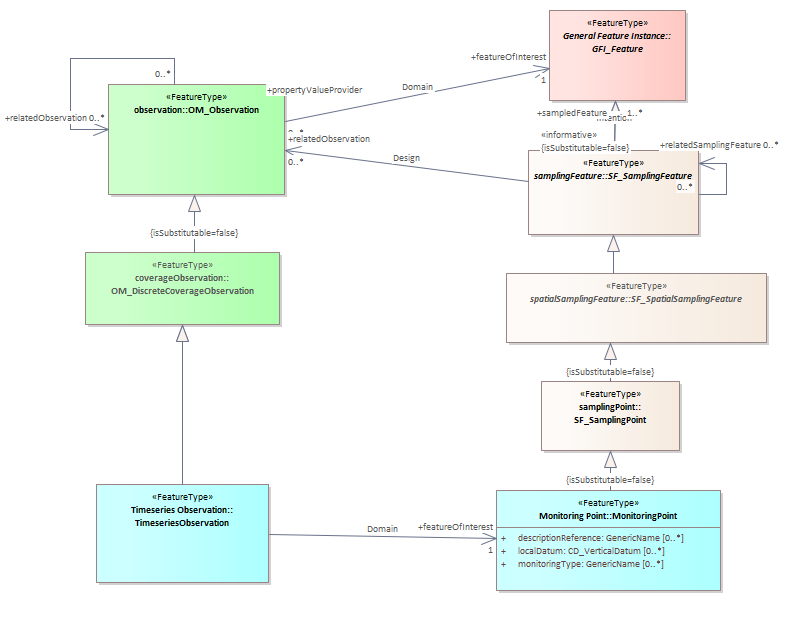 «FeatureType»
General Feature Instance::
GFI_Feature
+featureOfInterest
1
Domain
0..*
+relatedObservation 0..*
«FeatureType»
observation::OM_Observation
+propertyValueProvider
0..*
+relatedObservation
0..*
Design
+sampledFeature
1..*
Intention
«informative»
{isSubstitutable=false}
+relatedSamplingFeature 0..*
0..*
«FeatureType»
samplingFeature::SF_SamplingFeature
{isSubstitutable=false}
«FeatureType»
coverageObservation::
OM_DiscreteCoverageObservation
«FeatureType»
spatialSamplingFeature::SF_SpatialSamplingFeature
{isSubstitutable=false}
«FeatureType»
samplingPoint::
SF_SamplingPoint
{isSubstitutable=false}
«FeatureType»
Timeseries Observation::
TimeseriesObservation
Domain
+featureOfInterest
1
«FeatureType»
Monitoring Point::MonitoringPoint
+ descriptionReference: GenericName [0..*]
+ localDatum: CD_VerticalDatum [0..*]
+ monitoringType: GenericName [0..*]